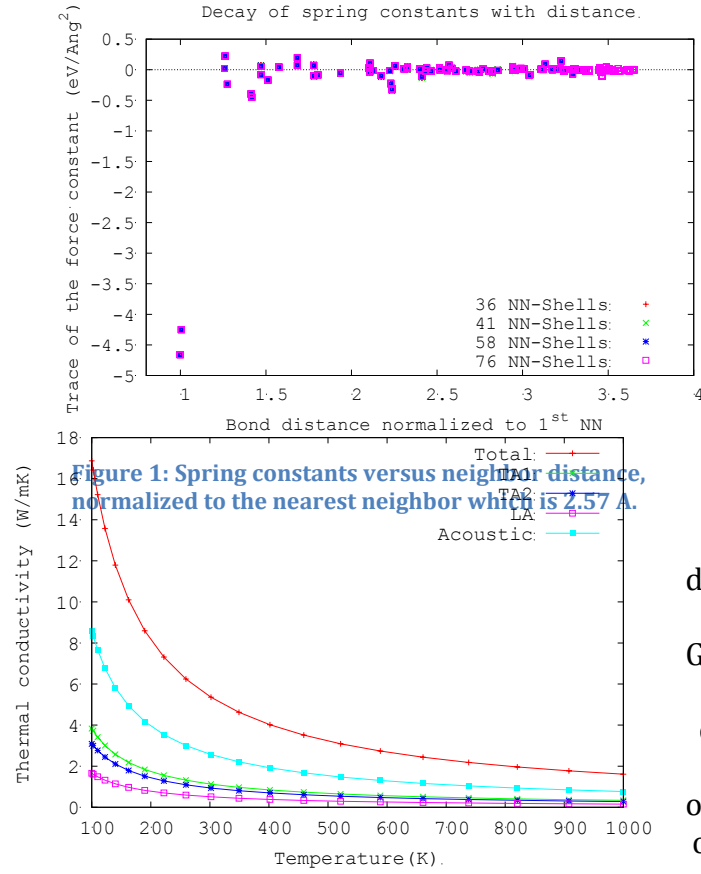 Decay of spring constants with distance
Trace of the force constant (eV/Ang2)
0.5
0
-0.5
-1
-1.5
-2
-2.5
-3
-3.5
-4
-4.5
-5
36 NN-Shells
41 NN-Shells
58 NN-Shells
76 NN-Shells
1 1.5 2 2.5 3 3.5 4
Bond distance normalized to 1st NN
Figure 1: Spring constants versus neighbor distance,
normalized to the nearest neighbor which is 2.57 A.
Thermal conductivity (W/mK)
18
16
14
12
10
8
6
4
2
0
Total
TA1
TA2
LA
Acoustic
100 200 300 400 500 600 700 800 900 1000
Temperature(K)
d
G
o